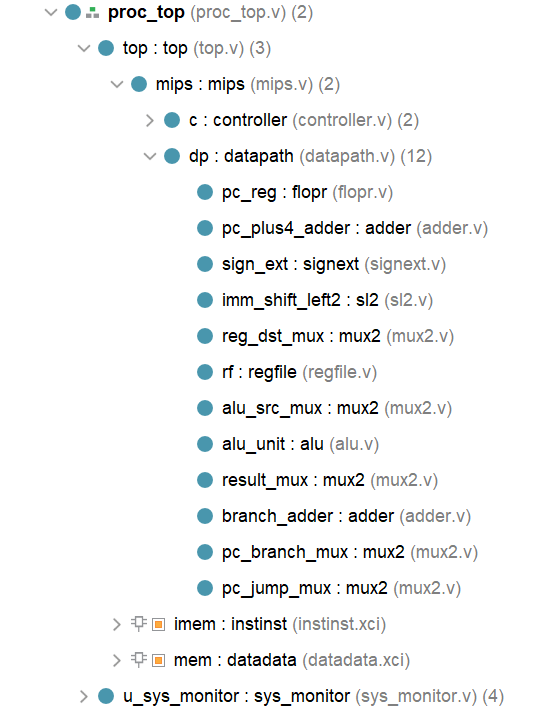 proc_top (proc_top.v) (2)
top : top (top.v) (3)
mips : mips (mips.v) (2)
c : controller (controller.v) (2)
dp : datapath (datapath.v) (12)
pc_reg : flopr (flopr.v)
pc_plus4_adder : adder (adder.v)
sign_ext : signext (signext.v)
imm_shift_left2 : sl2 (sl2.v)
reg_dst_mux : mux2 (mux2.v)
rf : regfile (regfile.v)
alu_src_mux : mux2 (mux2.v)
alu_unit : alu (alu.v)
result_mux : mux2 (mux2.v)
branch_adder : adder (adder.v)
pc_branch_mux : mux2 (mux2.v)
pc_jump_mux : mux2 (mux2.v)
imem : instinst (instinst.xci)
mem : datadata (datadata.xci)
u_sys_monitor : sys_monitor (sys_monitor.v) (4)